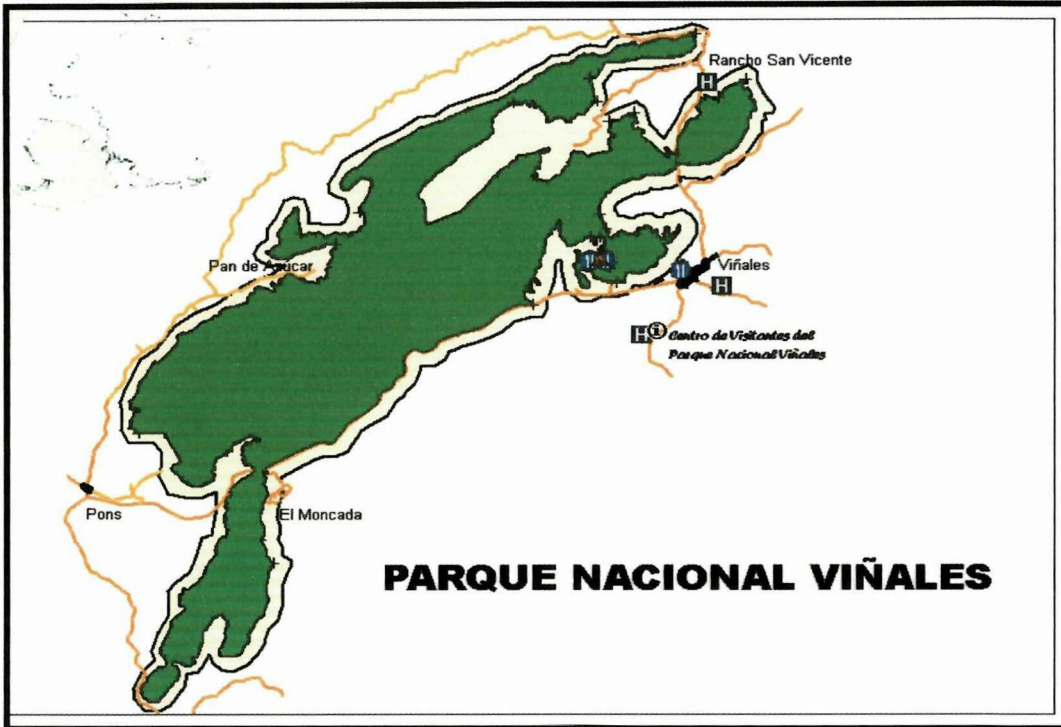 Rancho San Vicente
H
Pan de Azucar
Viñales
H
H i Centro de Visitantes del
Parque Nacional Viñales
Pons
El Moncada
PARQUE NACIONAL VIÑALES